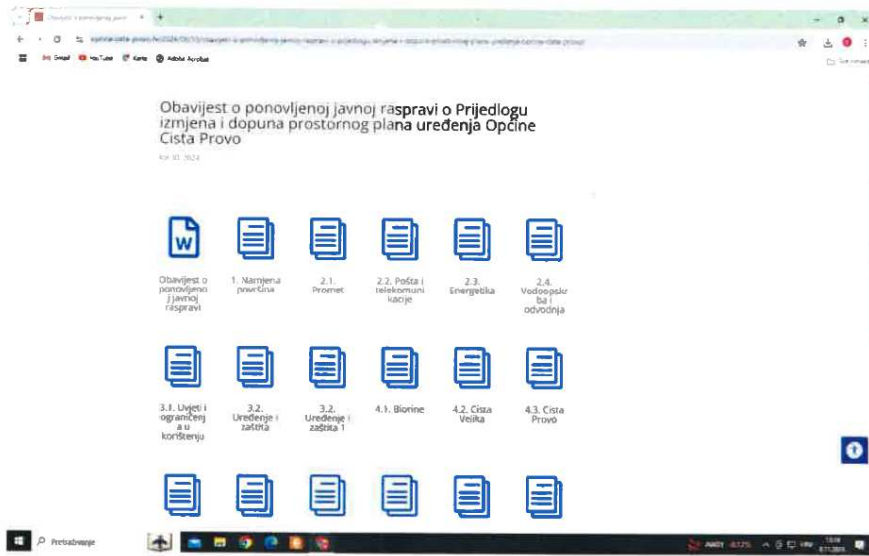 Gmail YouTube Karte Adobe Acrobat
Obavijest o ponovljenoj javnoj raspravi o Prijedlogu
izmjena i dopuna prostornog plana uređenja Općine
Cista Provo
W
Obavijest o
ponovljeno
j javnoj
raspravi
1. Namjena
površina
2.1.
Promet
2.2. Pošta i
telekomuni
kacije
2.3.
Energetika
2.4.
Vodoopskr
ba i
odvodnja
3.1. Uvjeti i
ograničenj
a u
korištenju
3.2.
Uređenje i
zaštita
3.2.
Uređenje i
zaštita 1
4.1. Biorine
4.2. Cista
Velika
4.3. Cista
Provo
Pretraživanje